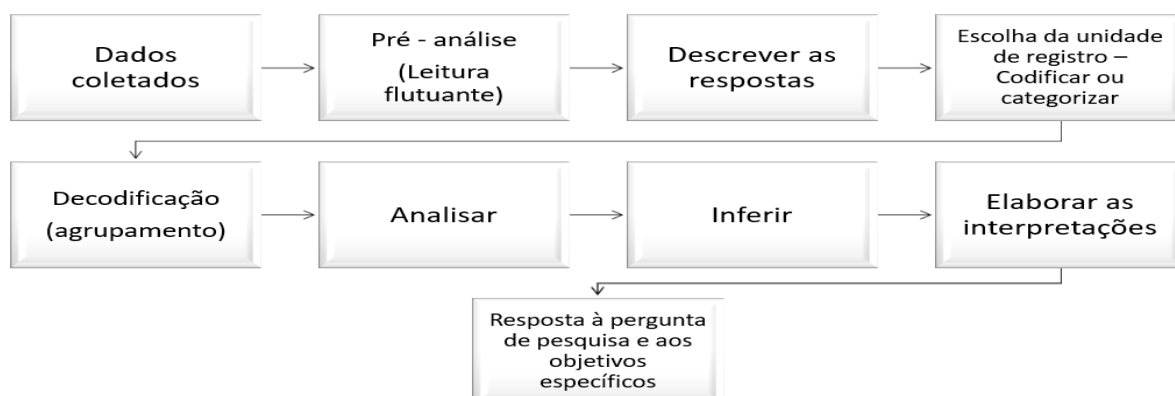 Dados
coletados
Pré - análise
(Leitura
flutuante)
Descrever as
respostas
Escolha da unidade
de registro –
Codificar ou
categorizar
Decodificação
(agrupamento)
Analisar
Inferir
Elaborar as
interpretações
Resposta à pergunta
de pesquisa e aos
objetivos
específicos